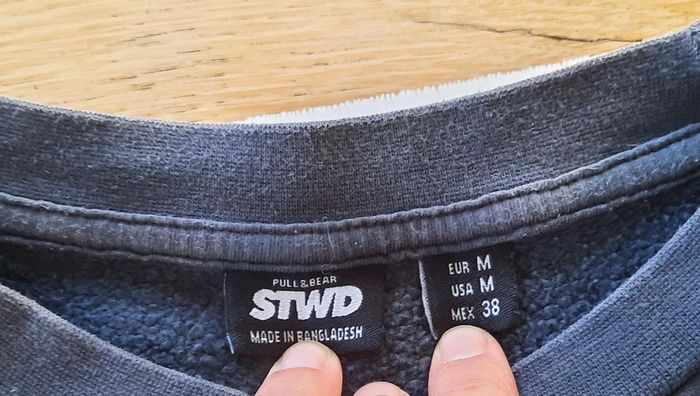 PULL&BEAR
STWD
MADE IN BANGLADESH
EUR M
USA M
MEX 38